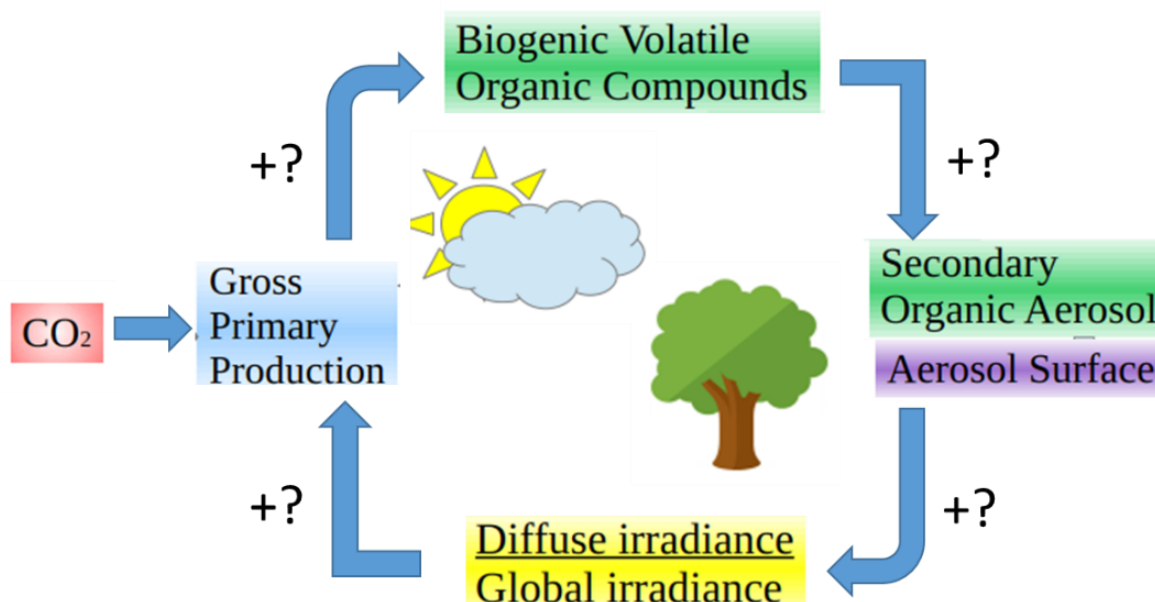 Biogenic Volatile
Organic Compounds
+?
+?
CO₂
Gross
Primary
Production
Secondary
Organic Aerosol
Aerosol Surface
+?
+?
Diffuse irradiance
Global irradiance